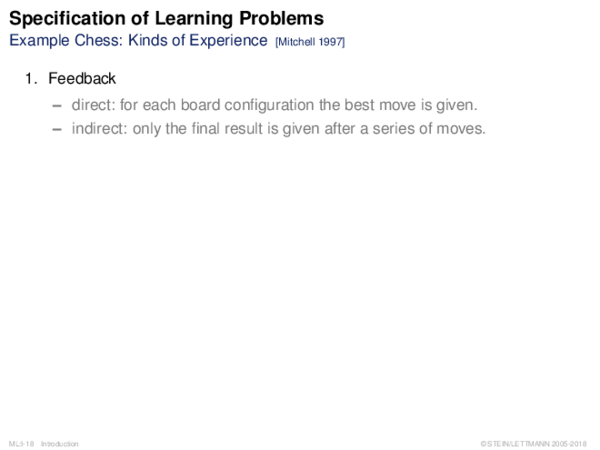 Specification of Learning Problems
Example Chess: Kinds of Experience [Mitchell 1997]
1. Feedback
– direct: for each board configuration the best move is given.
– indirect: only the final result is given after a series of moves.
ML:I-18 Introduction
© STEIN/LETTMANN 2005-2018